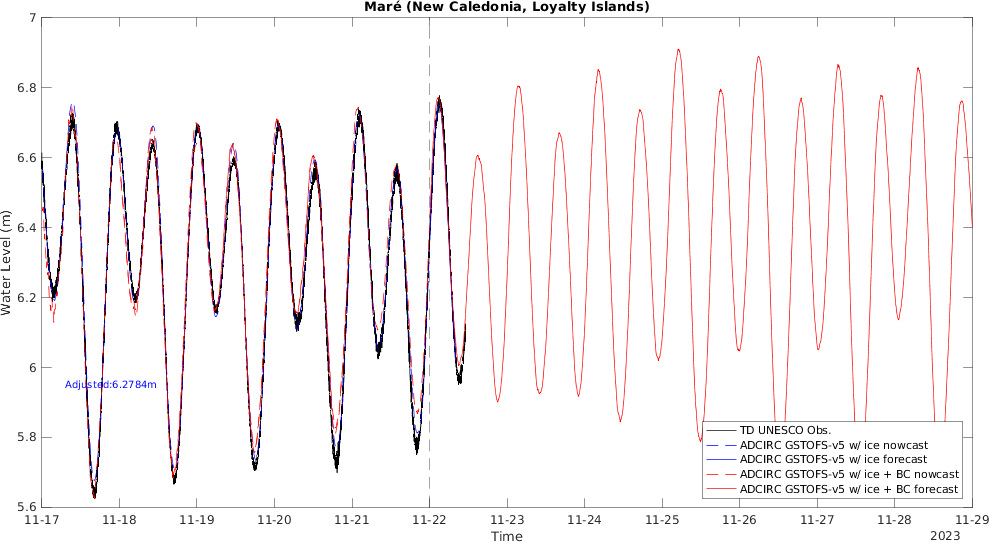 Maré (New Caledonia, Loyalty Islands)
7
6.8
6.6
6.4
6.2
6
5.8
5.6
Water Level (m)
Adjusted:6.2784m
TD UNESCO Obs.
ADCIRC GSTOFS-v5 w/ ice nowcast
ADCIRC GSTOFS-v5 w/ ice forecast
ADCIRC GSTOFS-v5 w/ ice + BC nowcast
ADCIRC GSTOFS-v5 w/ ice + BC forecast
11-17 11-18 11-19 11-20 11-21 11-22 11-23 11-24 11-25 11-26 11-27 11-28 11-29
Time
2023